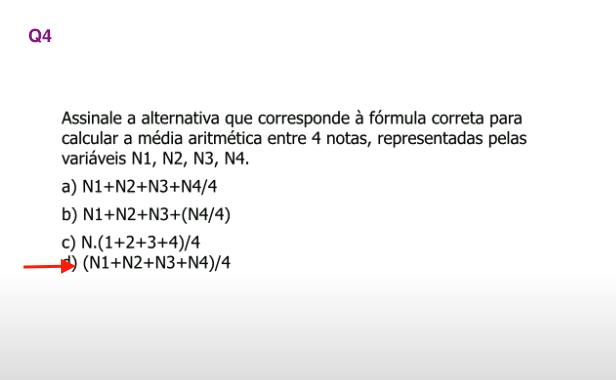 Q4
Assinale a alternativa que corresponde à fórmula correta para
calcular a média aritmética entre 4 notas, representadas pelas
variáveis N1, N2, N3, N4.
a) N1+N2+N3+N4/4
b) N1+N2+N3+(N4/4)
c) N.(1+2+3+4)/4
d) (N1+N2+N3+N4)/4